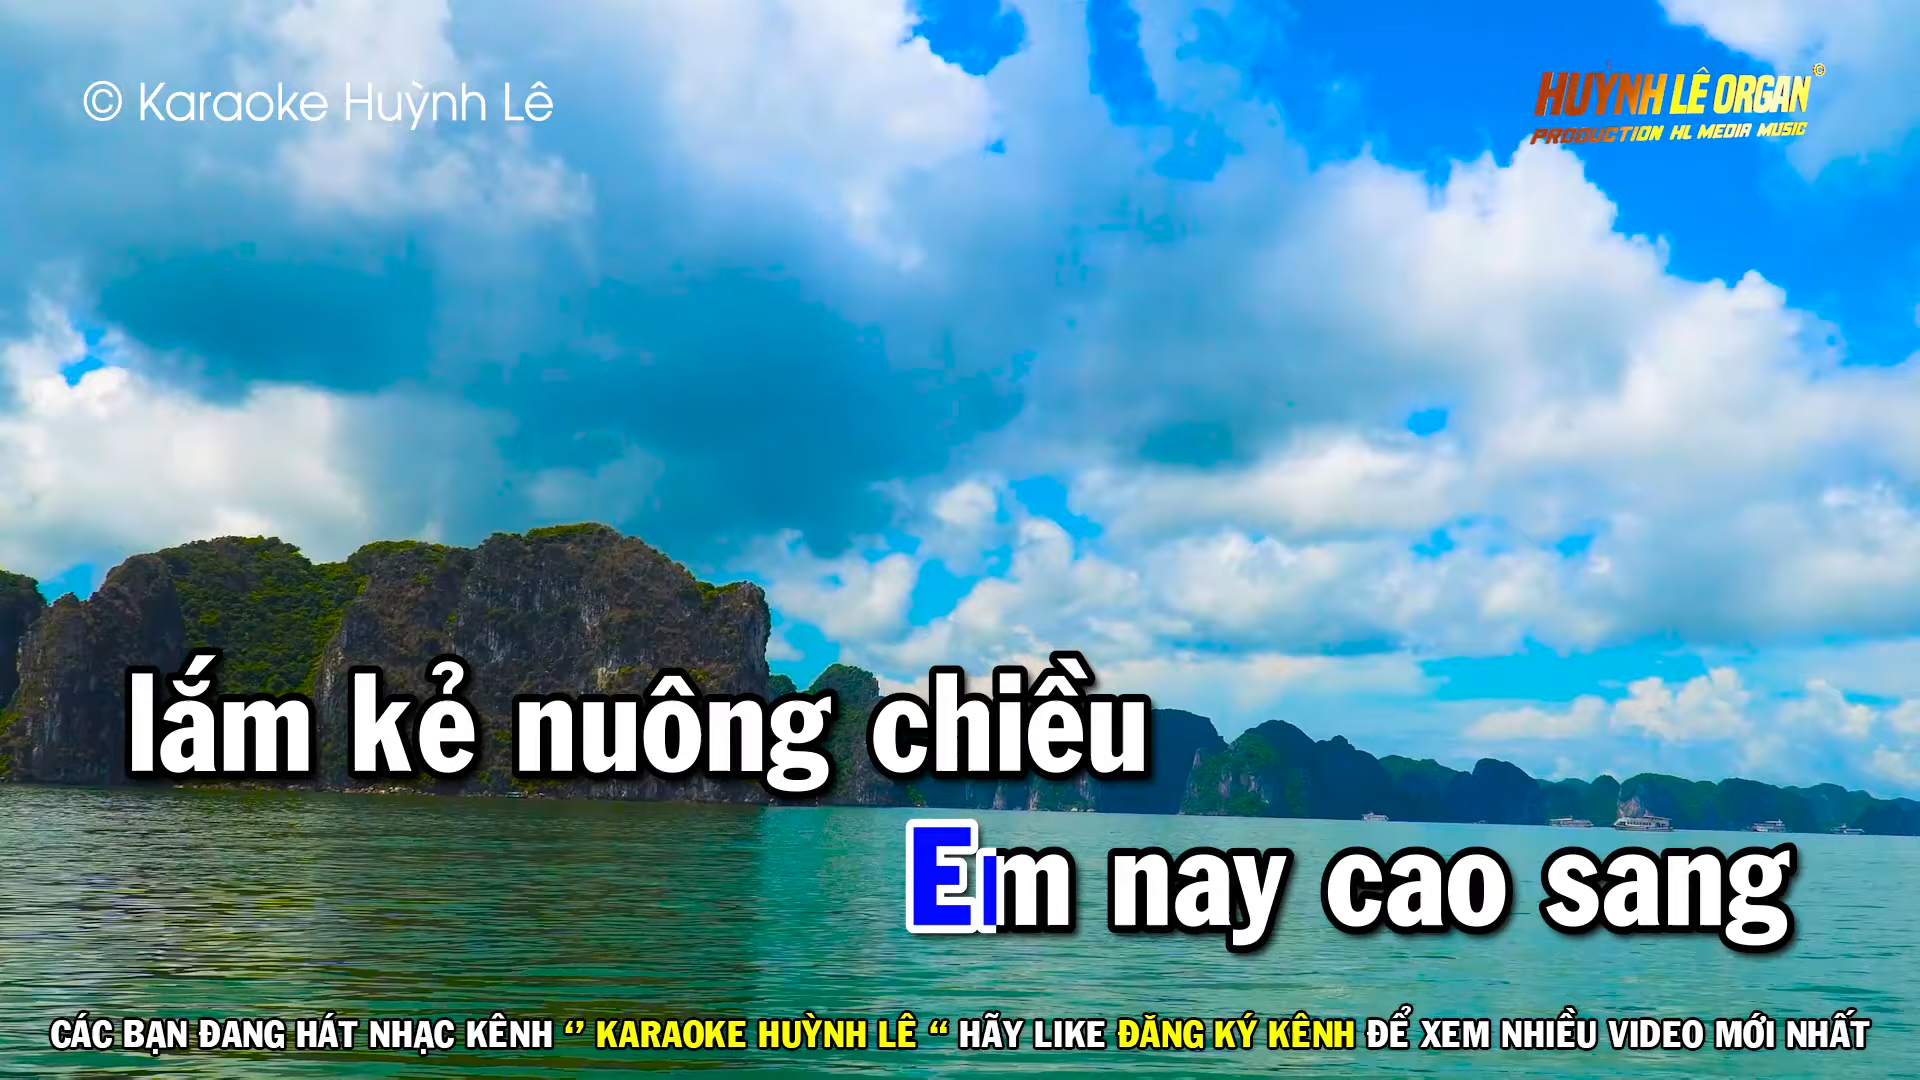 © Karaoke Huỳnh Lê
HUỲNH LÊ ORGAN ©
PRODUCTION HL MEDIA MUSIC
lắm kẻ nuông chiều
Em nay cao sang
CÁC BẠN ĐANG HÁT NHẠC KÊNH ‘’ KARAOKE HUỲNH LÊ “ HÃY LIKE ĐĂNG KÝ KÊNH ĐỂ XEM NHIỀU VIDEO MỚI NHẤT